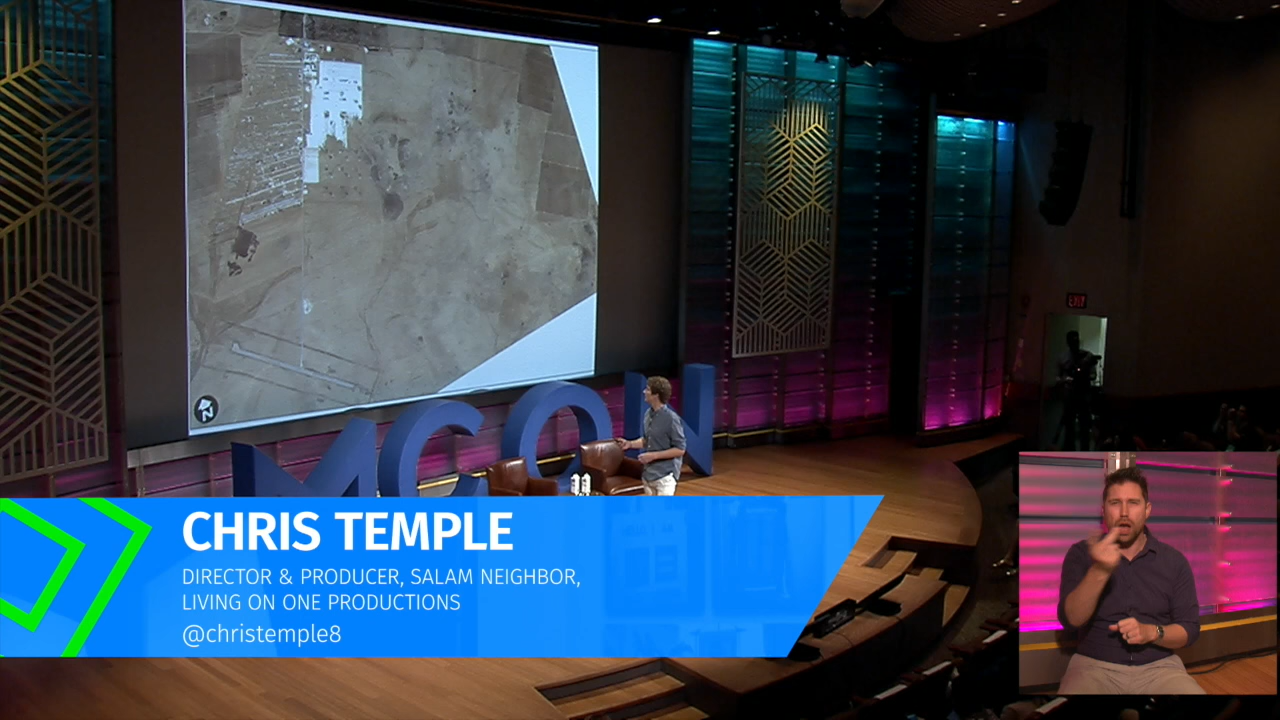 N
MCON
EXIT
CHRIS TEMPLE
DIRECTOR & PRODUCER, SALAM NEIGHBOR,
LIVING ON ONE PRODUCTIONS
@christemple8